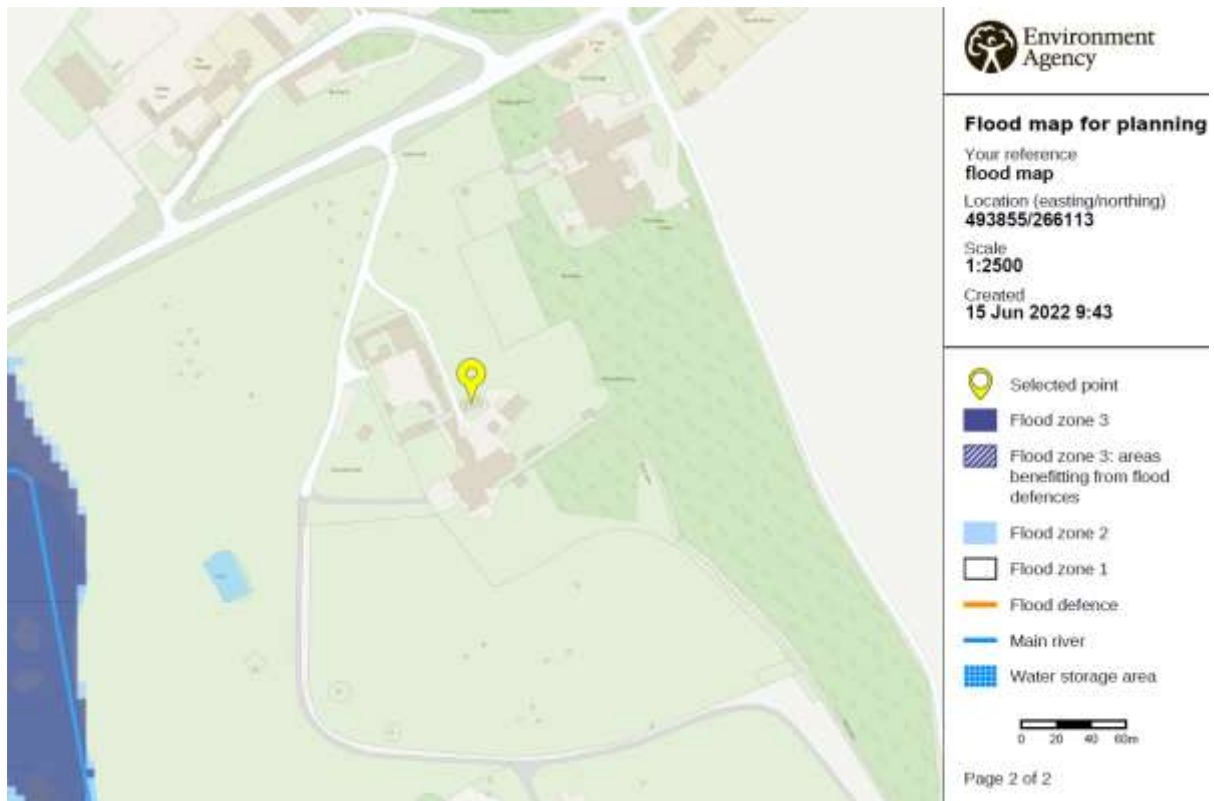 Environment
Agency
Flood map for planning
Your reference
flood map
Location (easting/northing)
493855/266113
Scale
1:2500
Created
15 Jun 2022 9:43
Selected point
Flood zone 3
Flood zone 3: areas
benefitting from flood
defences
Flood zone 2
Flood zone 1
Flood defence
Main river
Water storage area
0 20 40 60m
Page 2 of 2